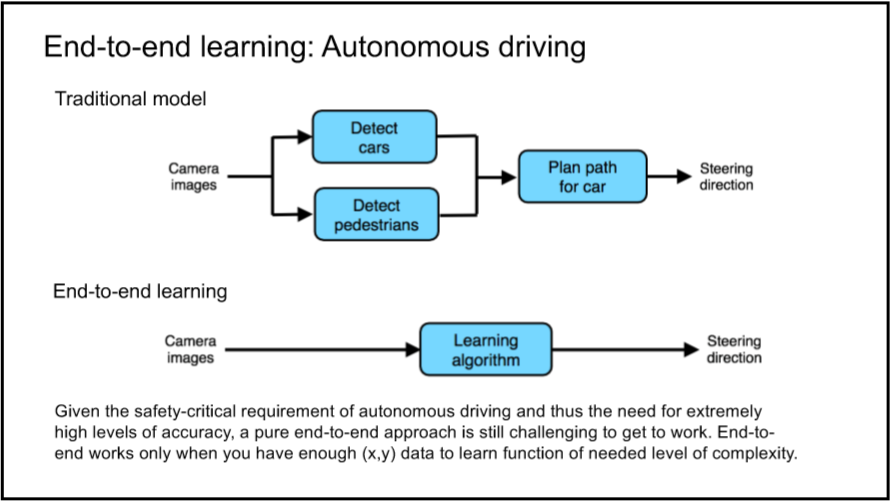 End-to-end learning: Autonomous driving
Traditional model
Detect
cars
Camera
images
Plan path
for car
Steering
direction
Detect
pedestrians
End-to-end learning
Camera
images
Learning
algorithm
Steering
direction
Given the safety-critical requirement of autonomous driving and thus the need for extremely
high levels of accuracy, a pure end-to-end approach is still challenging to get to work. End-to-
end works only when you have enough (x,y) data to learn function of needed level of complexity.